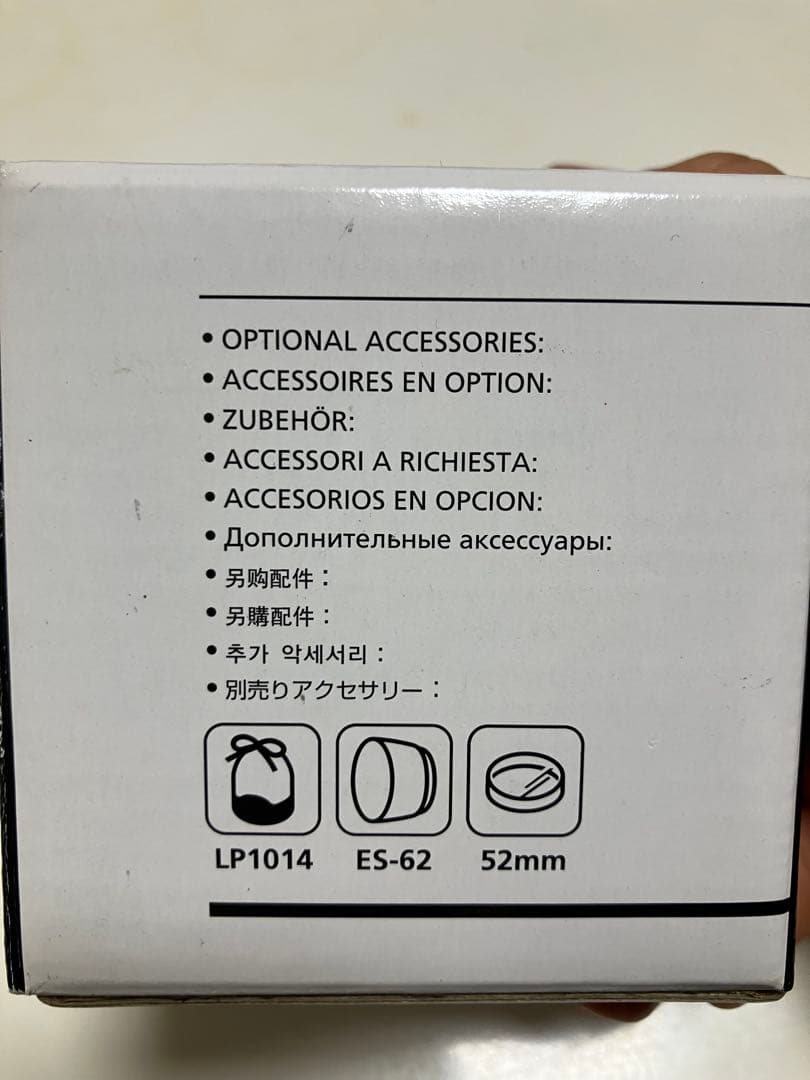 • OPTIONAL ACCESSORIES:
• ACCESSOIRES EN OPTION:
• ZUBEHÖR:
• ACCESSORI A RICHIESTA:
• ACCESORIOS EN OPCION:
• Дополнительные аксессуары:
• 另购配件：
• 另購配件：
• 추가 악세서리：
• 別売りアクセサリー：
LP1014 ES-62 52mm